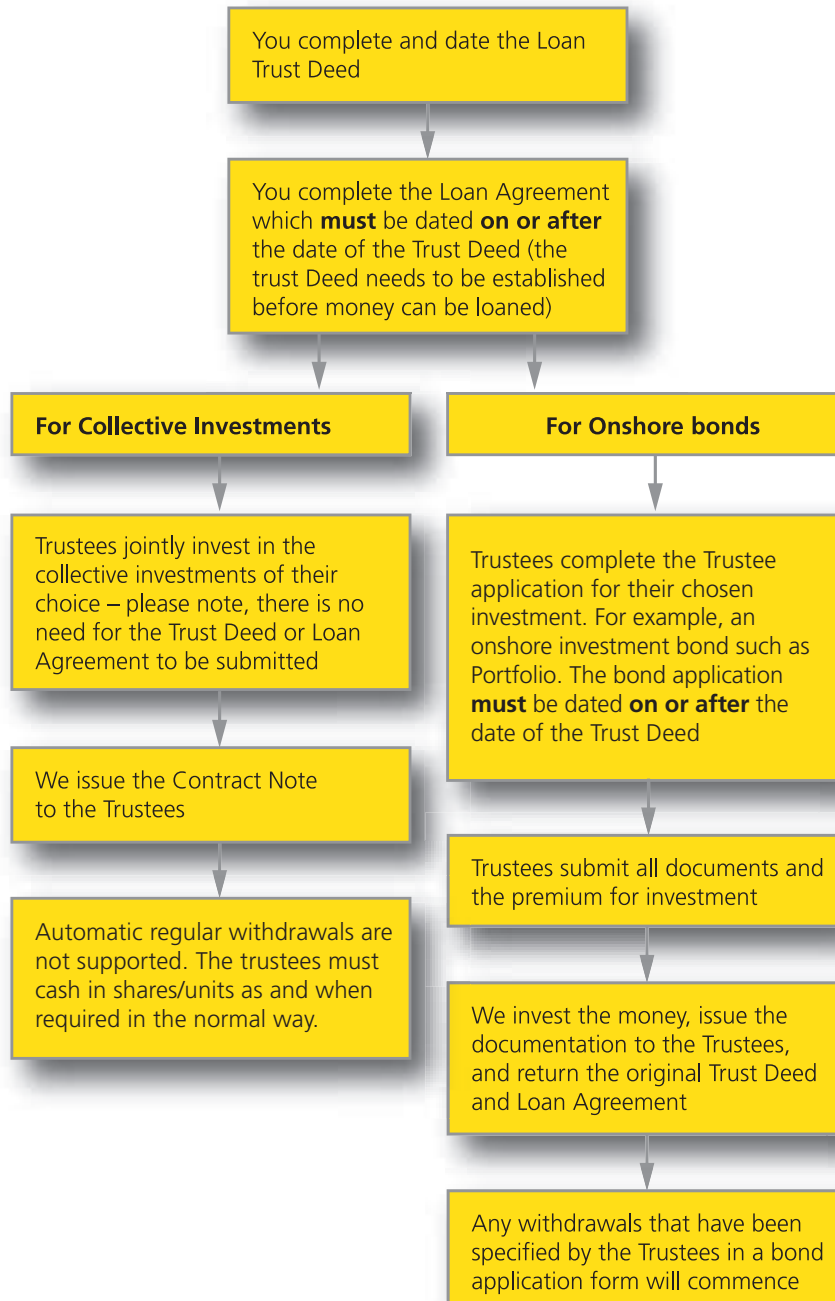 You complete and date the Loan
Trust Deed
You complete the Loan Agreement
which must be dated on or after
the date of the Trust Deed (the
trust Deed needs to be established
before money can be loaned)
For Collective Investments
Trustees jointly invest in the
collective investments of their
choice – please note, there is no
need for the Trust Deed or Loan
Agreement to be submitted
We issue the Contract Note
to the Trustees
Automatic regular withdrawals are
not supported. The trustees must
cash in shares/units as and when
required in the normal way.
For Onshore bonds
Trustees complete the Trustee
application for their chosen
investment. For example, an
onshore investment bond such as
Portfolio. The bond application
must be dated on or after the
date of the Trust Deed
Trustees submit all documents and
the premium for investment
We invest the money, issue the
documentation to the Trustees,
and return the original Trust Deed
and Loan Agreement
Any withdrawals that have been
specified by the Trustees in a bond
application form will commence